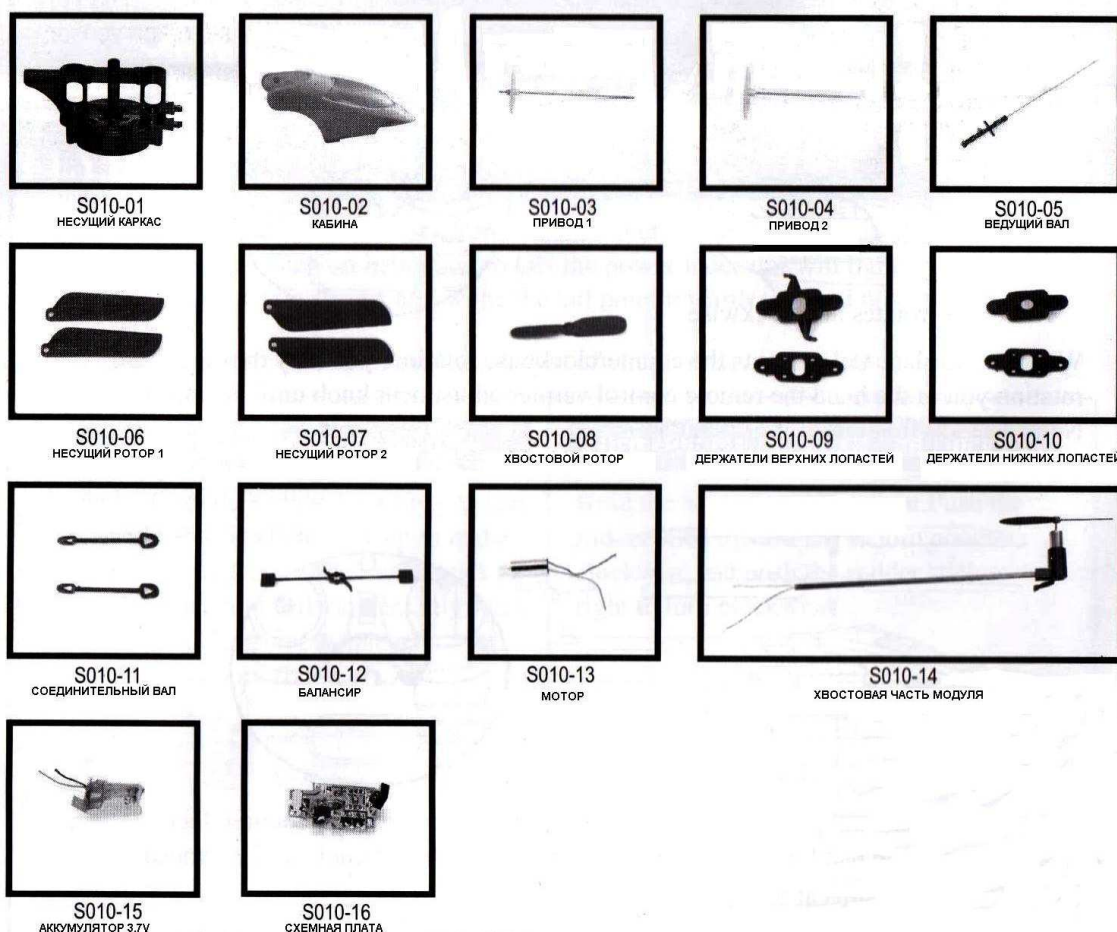 S010-01
НЕСУЩИЙ КАРКАС
S010-02
КАБИНА
S010-03
ПРИВОД 1
S010-04
ПРИВОД 2
S010-05
ВЕДУЩИЙ ВАЛ
S010-06
НЕСУЩИЙ РОТОР 1
S010-07
НЕСУЩИЙ РОТОР 2
S010-08
ХВОСТОВОЙ РОТОР
S010-09
ДЕРЖАТЕЛИ ВЕРХНИХ ЛОПАСТЕЙ
S010-10
ДЕРЖАТЕЛИ НИЖНИХ ЛОПАСТЕЙ
S010-11
СОЕДИНИТЕЛЬНЫЙ ВАЛ
S010-12
БАЛАНСИР
S010-13
МОТОР
S010-14
ХВОСТОВАЯ ЧАСТЬ МОДУЛЯ
S010-15
АККУМУЛЯТОР 3.7V
S010-16
СХЕМНАЯ ПЛАТА